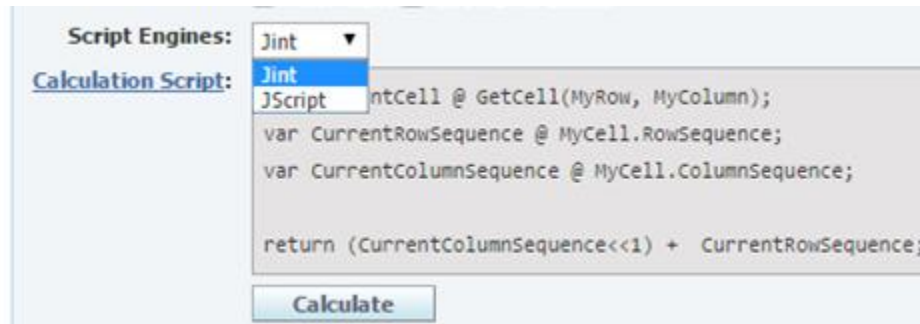 Script Engines: Jint ▼
Jint
JScript
Calculation Script:
ntCell @ GetCell(MyRow, MyColumn);
var CurrentRowSequence @ MyCell.RowSequence;
var CurrentColumnSequence @ MyCell.ColumnSequence;
return (CurrentColumnSequence<<1) + CurrentRowSequence;
Calculate